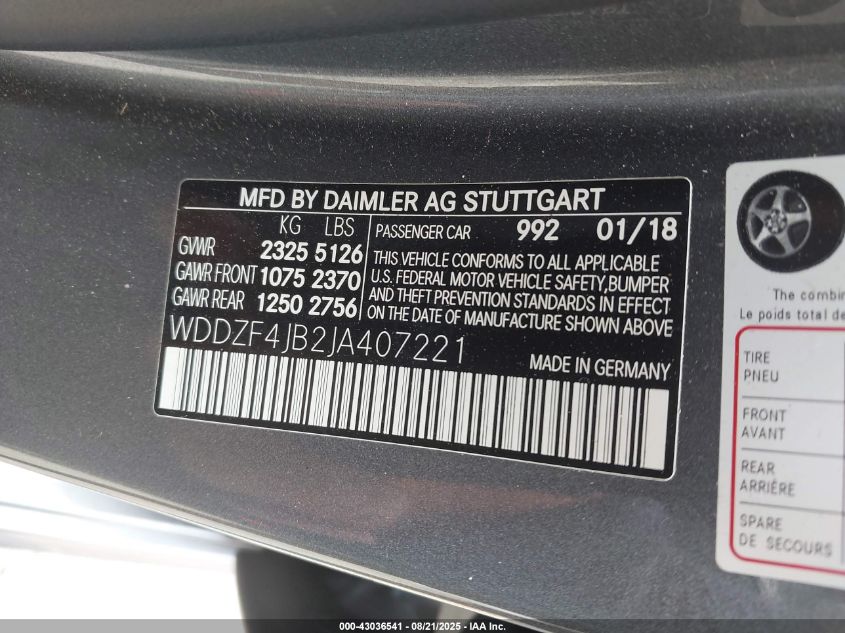 MFD BY DAIMLER AG STUTTGART
KG LBS
GVWR 2325 5126
GAWR FRONT 1075 2370
GAWR REAR 1250 2756
PASSENGER CAR 992 01/18
THIS VEHICLE CONFORMS TO ALL APPLICABLE
U.S. FEDERAL MOTOR VEHICLE SAFETY,BUMPER
AND THEFT PREVENTION STANDARDS IN EFFECT
ON DATE OF MANUFACTURE SHOWN ABOVE
WDDZF4JB2JA407221
MADE IN GERMANY
The combin
Le poids total de
TIRE
PNEU
FRONT
AVANT
REAR
ARRIÈRE
SPARE
DE SECOURS
000-43036541 - 08/21/2025 - IAA Inc.